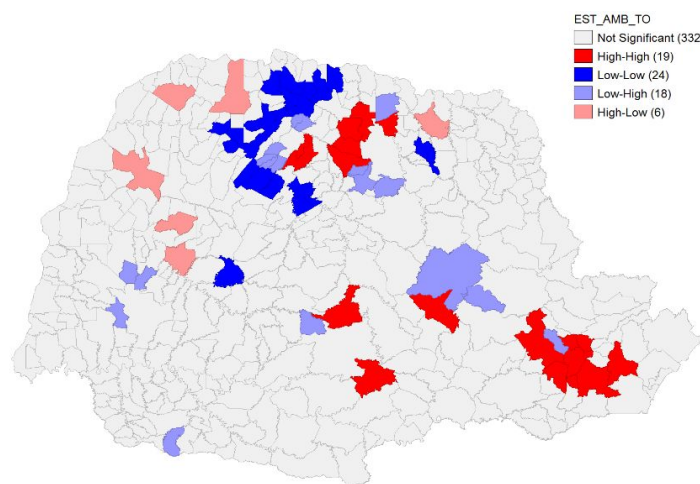 EST_AMB_TO
Not Significant (332
High-High (19)
Low-Low (24)
Low-High (18)
High-Low (6)